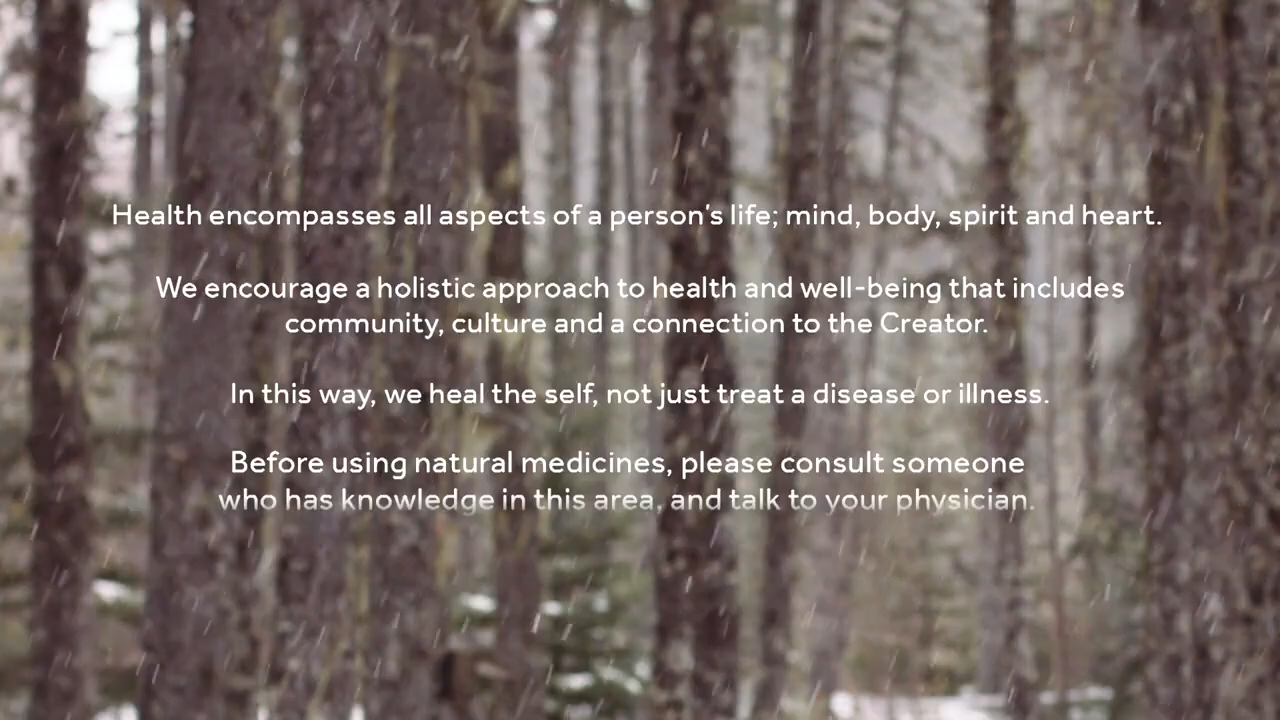 Health encompasses all aspects of a person's life; mind, body, spirit and heart.
We encourage a holistic approach to health and well-being that includes
community, culture and a connection to the Creator.
In this way, we heal the self, not just treat a disease or illness.
Before using natural medicines, please consult someone
who has knowledge in this area, and talk to your physician.